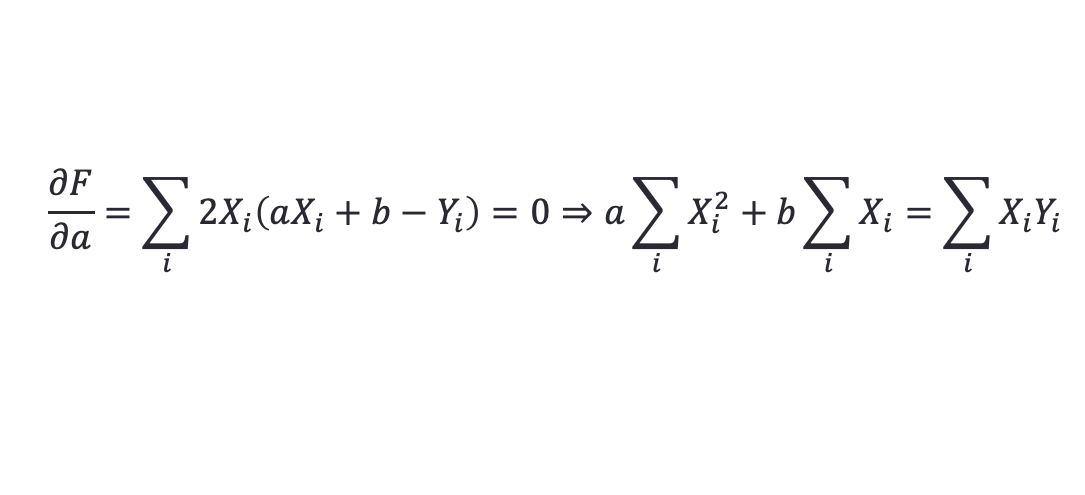 ∂F/∂a = ∑_i 2X_i(aX_i + b − Y_i) = 0 ⇒ a ∑_i X_i^2 + b ∑_i X_i = ∑_i X_iY_i